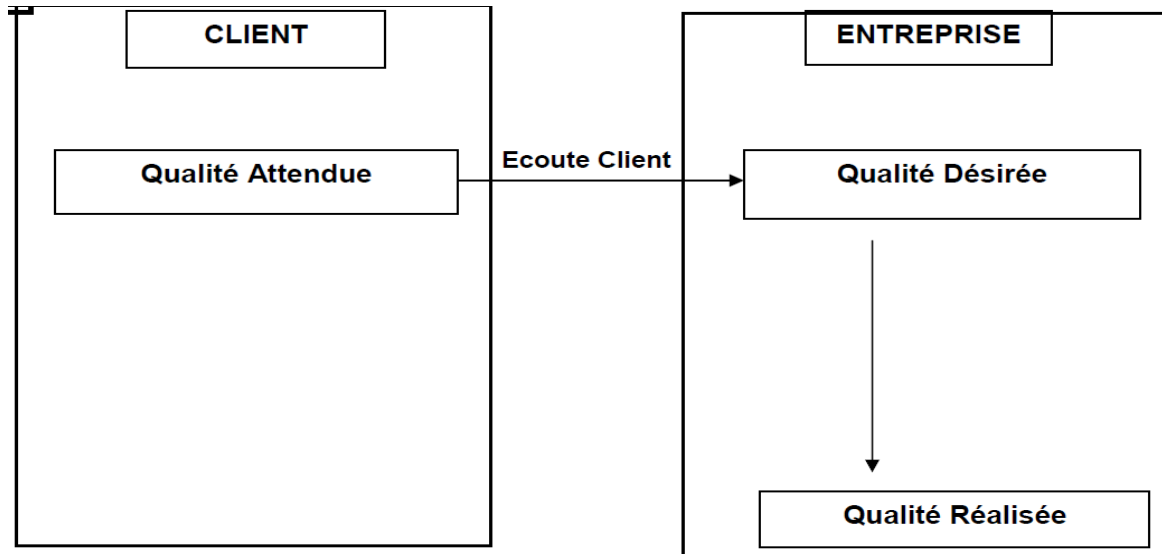 CLIENT
ENTREPRISE
Qualité Attendue
Ecoute Client
Qualité Désirée
Qualité Réalisée